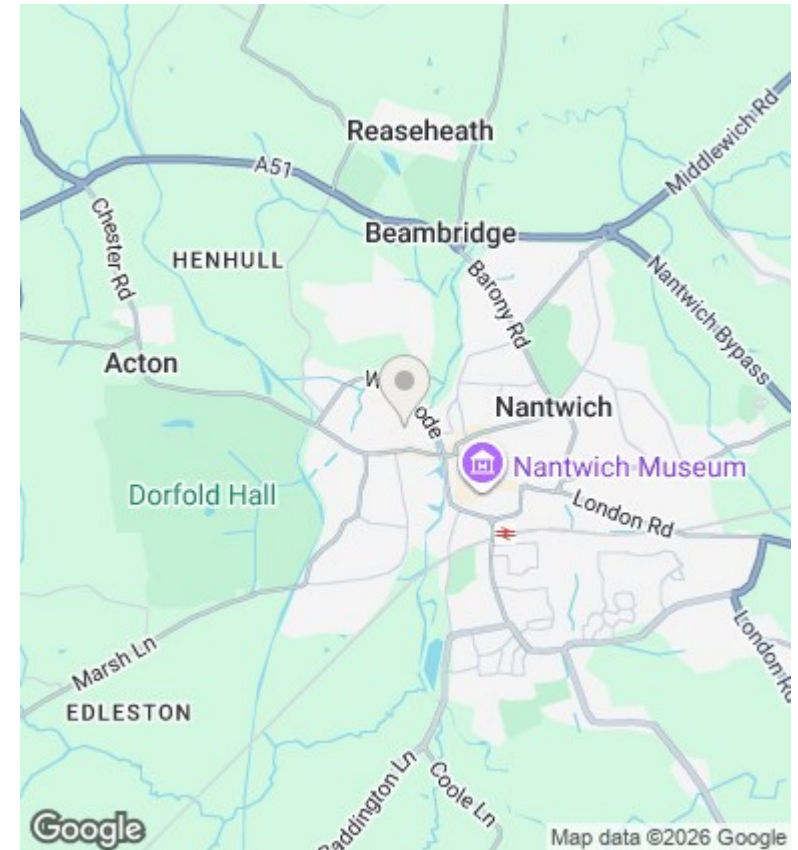 Reaseheath
A51
Middlewich Rd
Beambridge
Chester Rd
HENHULL
Barony Rd
Nantwich Bypass
Acton
Nantwich
Nantwich Museum
Dorfold Hall
London Rd
London Rd
Marsh Ln
EDLESTON
Coole Ln
Google
Map data ©2026 Google